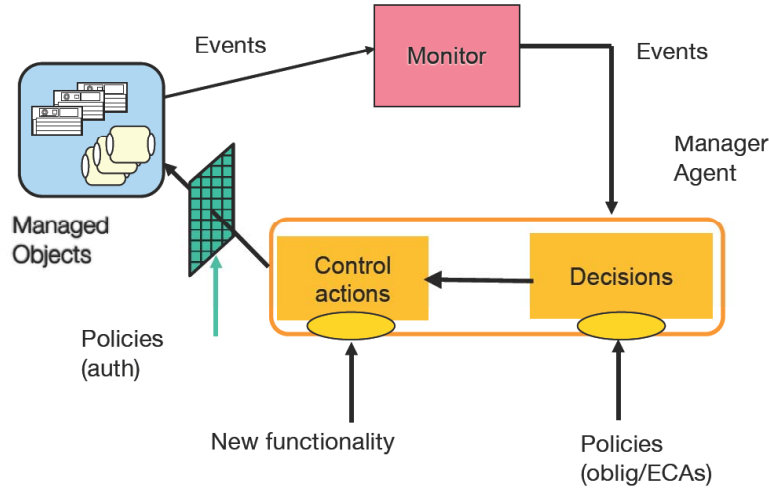 Events
Monitor
Events
Manager
Agent
Managed
Objects
Control
actions
Decisions
Policies
(auth)
New functionality
Policies
(oblig/ECAs)